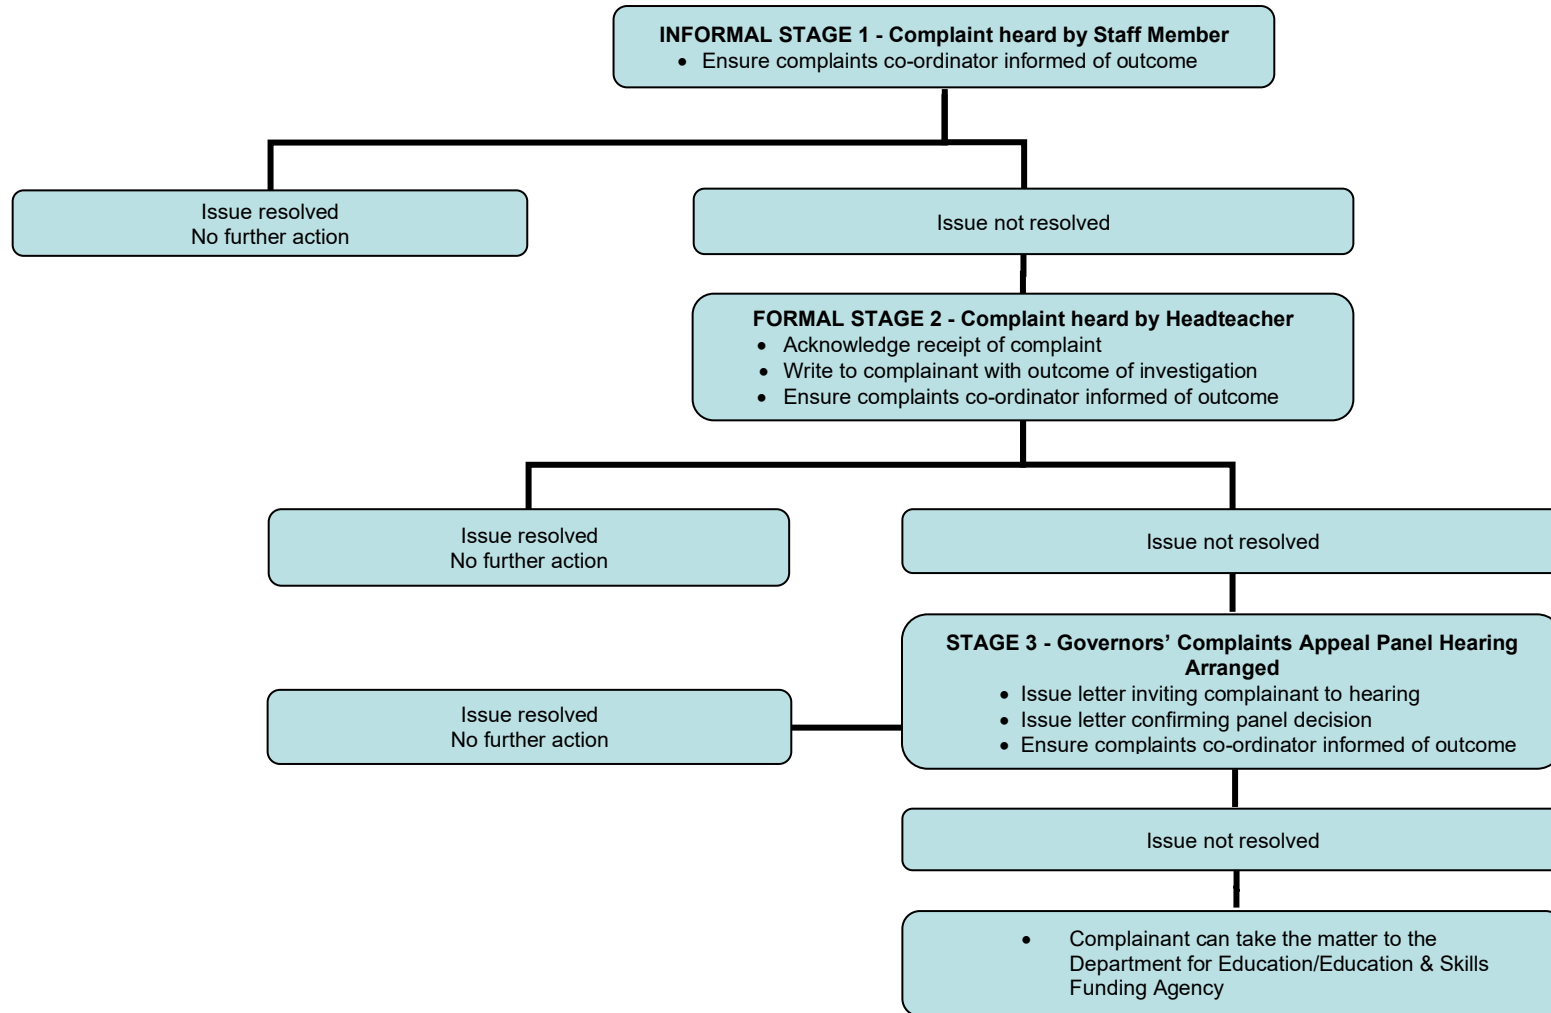 INFORMAL STAGE 1 - Complaint heard by Staff Member
• Ensure complaints co-ordinator informed of outcome
Issue resolved
No further action
Issue not resolved
FORMAL STAGE 2 - Complaint heard by Headteacher
• Acknowledge receipt of complaint
• Write to complainant with outcome of investigation
• Ensure complaints co-ordinator informed of outcome
Issue resolved
No further action
Issue not resolved
STAGE 3 - Governors’ Complaints Appeal Panel Hearing
Arranged
• Issue letter inviting complainant to hearing
• Issue letter confirming panel decision
• Ensure complaints co-ordinator informed of outcome
Issue resolved
No further action
Issue not resolved
• Complainant can take the matter to the
Department for Education/Education & Skills
Funding Agency